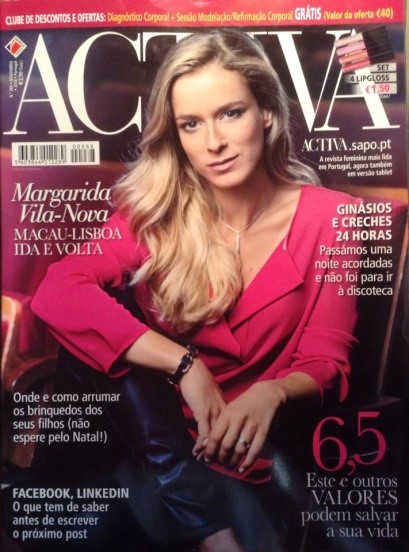 CLUBE DE DESCONTOS E OFERTAS: Diagnóstico Corporal + Sessão Modelação/Refirmação Corporal GRÁTIS (Valor da oferta €40)
ACTIVA
SET
4 LIPGLOSS
€1,50
ACTIVA.sapo.pt
A revista feminina mais lida
em Portugal, agora também
em versão tablet
00288
Margarida
Vila-Nova
MACAU-LISBOA
IDA E VOLTA
GINÁSIOS
E CRECHES
24 HORAS
Passámos uma
noite acordadas
e não foi para ir
à discoteca
Onde e como arrumar
os brinquedos dos
seus filhos (não
espere pelo Natal!)
6,5
Este e outros
VALORES
podem salvar
a sua vida
FACEBOOK, LINKEDIN
O que tem de saber
antes de escrever
o próximo post